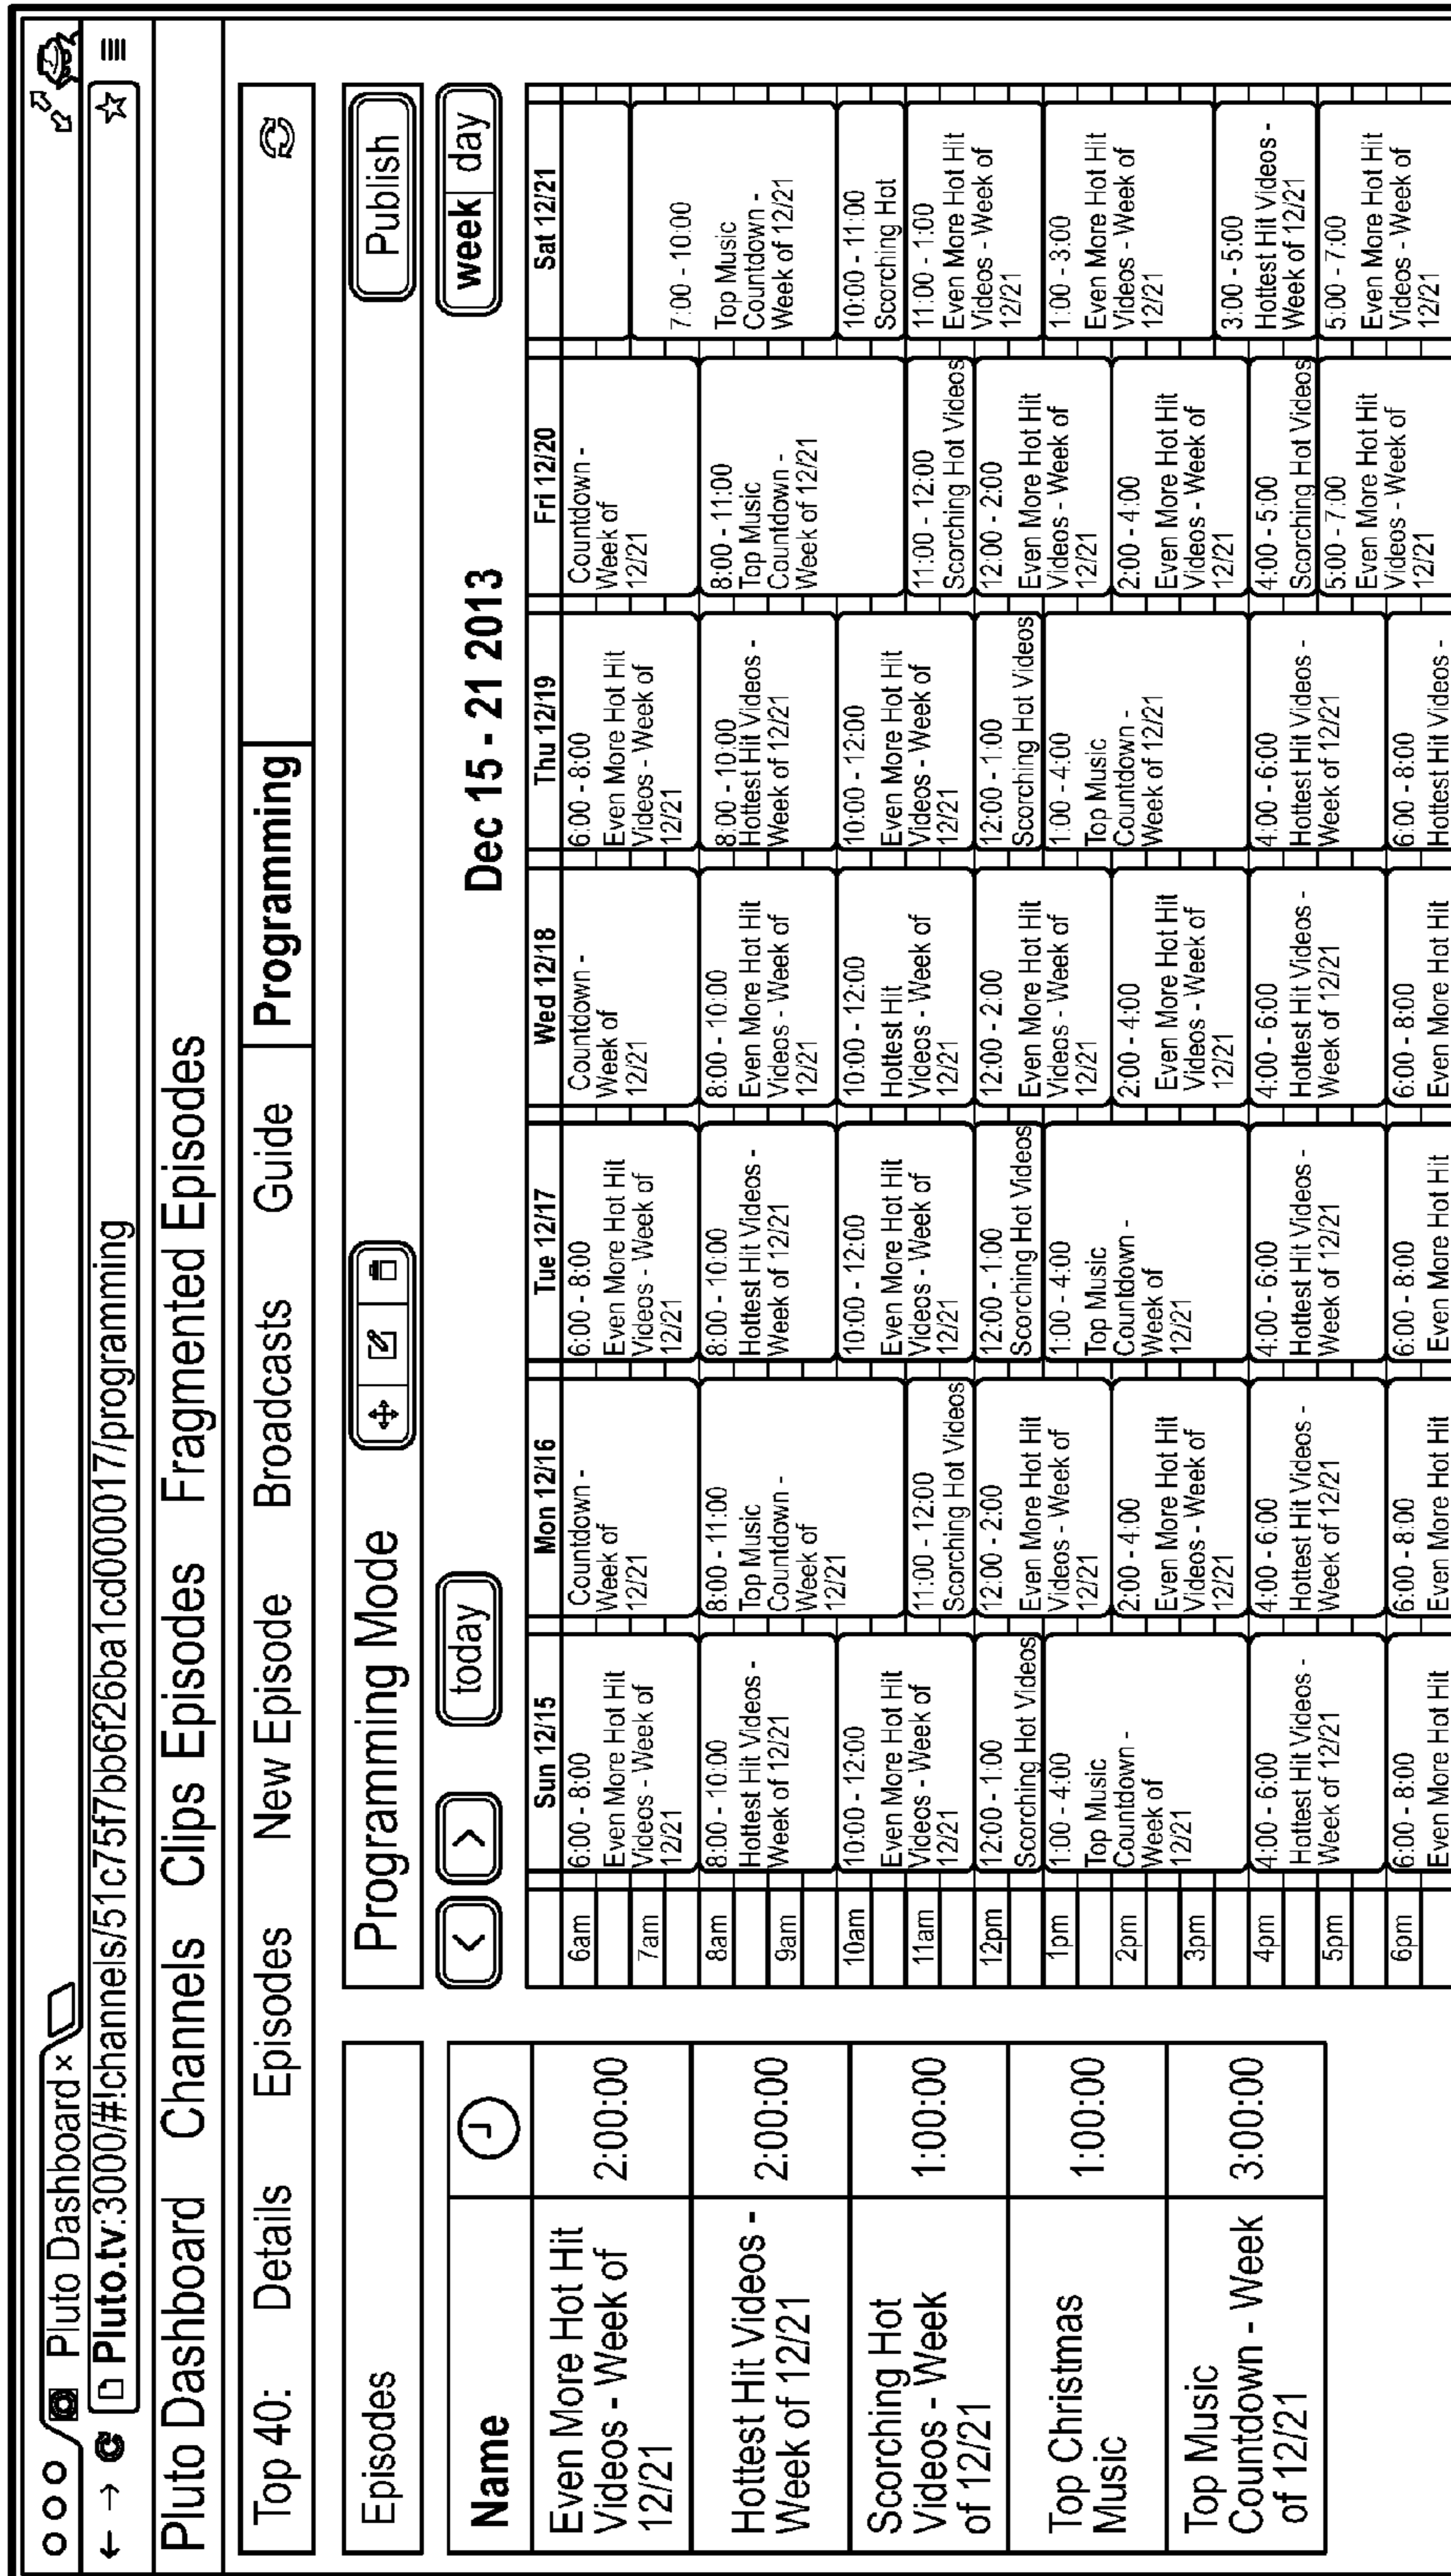 Pluto Dashboard ×
Pluto.tv:3000/#!channels/51c75f7bb6f26ba1cd000017/programming
Pluto Dashboard Channels Clips Episodes Fragmented Episodes
Top 40: Details Episodes New Episode Broadcasts Guide Programming
Episodes
Name
Even More Hot Hit
Videos - Week of
12/21
2:00:00
Hottest Hit Videos -
Week of 12/21
2:00:00
Scorching Hot
Videos - Week
of 12/21
1:00:00
Top Christmas
Music
1:00:00
Top Music
Countdown - Week
of 12/21
3:00:00
Programming Mode
Publish
< > today
Dec 15 - 21 2013
week day
6am
7am
8am
9am
10am
11am
12pm
1pm
2pm
3pm
4pm
5pm
6pm
Sun 12/15
6:00 - 8:00
Even More Hot Hit
Videos - Week of
12/21
8:00 - 10:00
Hottest Hit Videos -
Week of 12/21
10:00 - 12:00
Even More Hot Hit
Videos - Week of
12/21
12:00 - 1:00
Scorching Hot Videos
1:00 - 4:00
Top Music
Countdown -
Week of
12/21
4:00 - 6:00
Hottest Hit Videos -
Week of 12/21
6:00 - 8:00
Even More Hot Hit
Mon 12/16
Countdown -
Week of
12/21
8:00 - 11:00
Top Music
Countdown -
Week of
12/21
11:00 - 12:00
Scorching Hot Videos
12:00 - 2:00
Even More Hot Hit
Videos - Week of
12/21
2:00 - 4:00
Even More Hot Hit
Videos - Week of
12/21
4:00 - 6:00
Hottest Hit Videos -
Week of 12/21
6:00 - 8:00
Even More Hot Hit
Tue 12/17
6:00 - 8:00
Even More Hot Hit
Videos - Week of
12/21
8:00 - 10:00
Hottest Hit Videos -
Week of 12/21
10:00 - 12:00
Even More Hot Hit
Videos - Week of
12/21
12:00 - 1:00
Scorching Hot Videos
1:00 - 4:00
Top Music
Countdown -
Week of
12/21
4:00 - 6:00
Hottest Hit Videos -
Week of 12/21
6:00 - 8:00
Even More Hot Hit
Wed 12/18
Countdown -
Week of
12/21
8:00 - 10:00
Even More Hot Hit
Videos - Week of
12/21
10:00 - 12:00
Hottest Hit
Videos - Week of
12/21
12:00 - 2:00
Even More Hot Hit
Videos - Week of
12/21
2:00 - 4:00
Even More Hot Hit
Videos - Week of
12/21
4:00 - 6:00
Hottest Hit Videos -
Week of 12/21
6:00 - 8:00
Even More Hot Hit
Thu 12/19
6:00 - 8:00
Even More Hot Hit
Videos - Week of
12/21
8:00 - 10:00
Hottest Hit Videos -
Week of 12/21
10:00 - 12:00
Even More Hot Hit
Videos - Week of
12/21
12:00 - 1:00
Scorching Hot Videos
1:00 - 4:00
Top Music
Countdown -
Week of 12/21
4:00 - 6:00
Hottest Hit Videos -
Week of 12/21
6:00 - 8:00
Hottest Hit Videos -
Fri 12/20
Countdown -
Week of
12/21
8:00 - 11:00
Top Music
Countdown -
Week of 12/21
11:00 - 12:00
Scorching Hot Videos
12:00 - 2:00
Even More Hot Hit
Videos - Week of
12/21
2:00 - 4:00
Even More Hot Hit
Videos - Week of
12/21
4:00 - 5:00
Scorching Hot Videos
5:00 - 7:00
Even More Hot Hit
Videos - Week of
12/21
Sat 12/21
7:00 - 10:00
Top Music
Countdown -
Week of 12/21
10:00 - 11:00
Scorching Hot
11:00 - 1:00
Even More Hot Hit
Videos - Week of
12/21
1:00 - 3:00
Even More Hot Hit
Videos - Week of
12/21
3:00 - 5:00
Hottest Hit Videos -
Week of 12/21
5:00 - 7:00
Even More Hot Hit
Videos - Week of
12/21